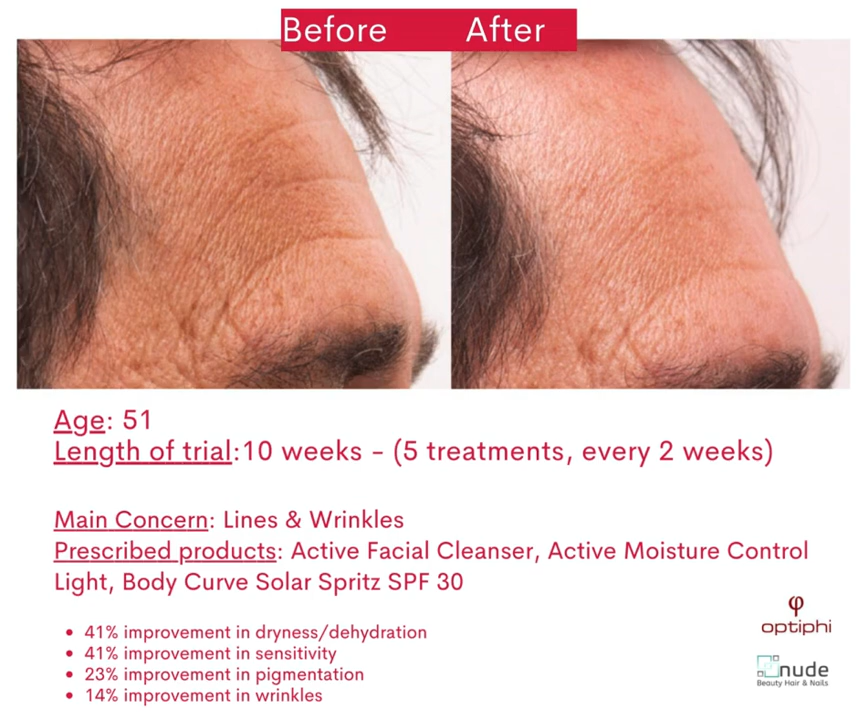 Before After
Age: 51
Length of trial:10 weeks - (5 treatments, every 2 weeks)
Main Concern: Lines & Wrinkles
Prescribed products: Active Facial Cleanser, Active Moisture Control
Light, Body Curve Solar Spritz SPF 30
• 41% improvement in dryness/dehydration
• 41% improvement in sensitivity
• 23% improvement in pigmentation
• 14% improvement in wrinkles
φ
optiphi
nude
Beauty Hair & Nails